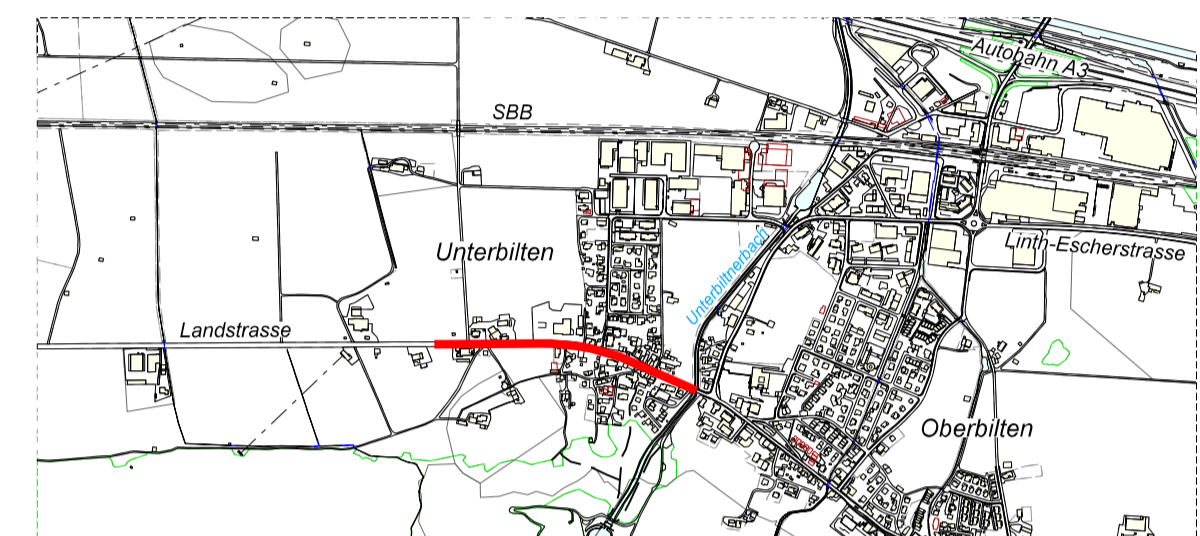 Autobahn A3
SBB
Unterbilten
Unterbiltnerbach
Linth-Escherstrasse
Landstrasse
Oberbilten